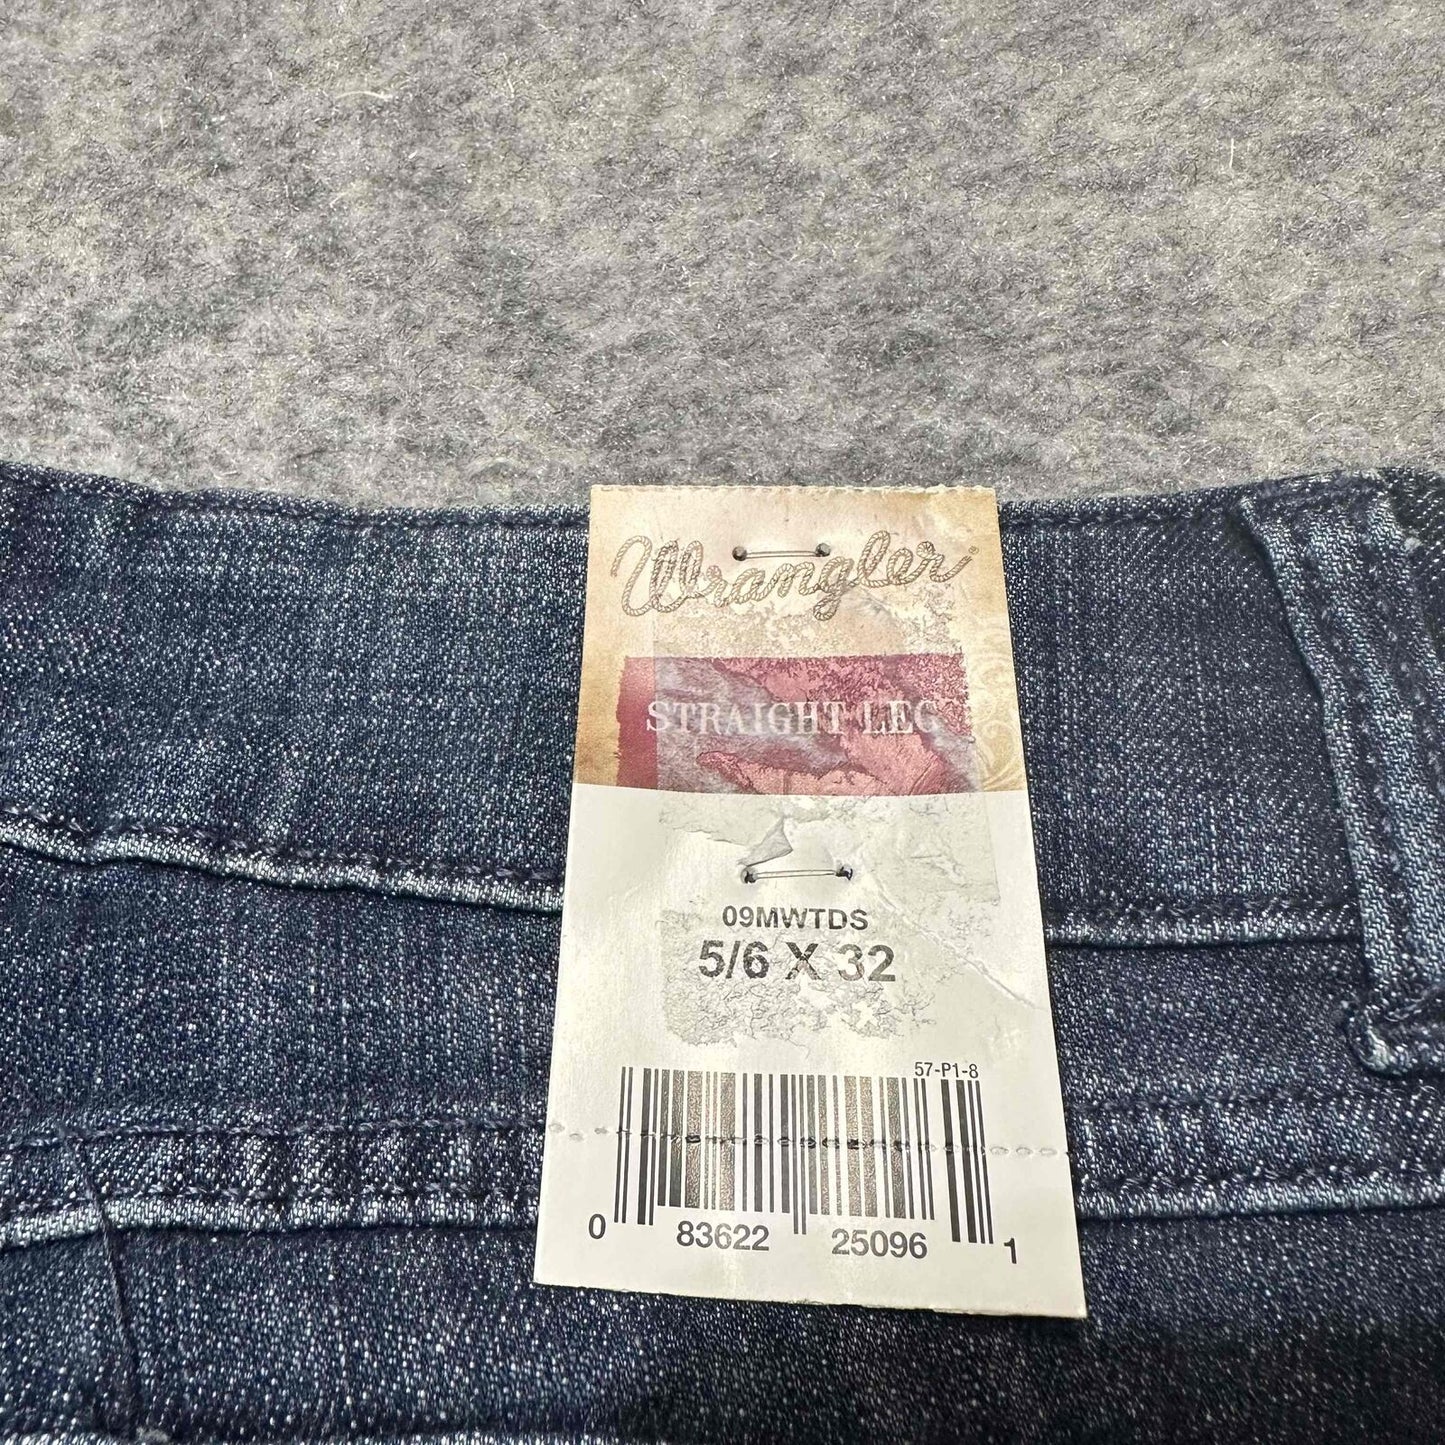 Wrangler®
STRAIGHT LEG
09MWTDS
5/6 X 32
57-P1-8
0 83622 25096 1